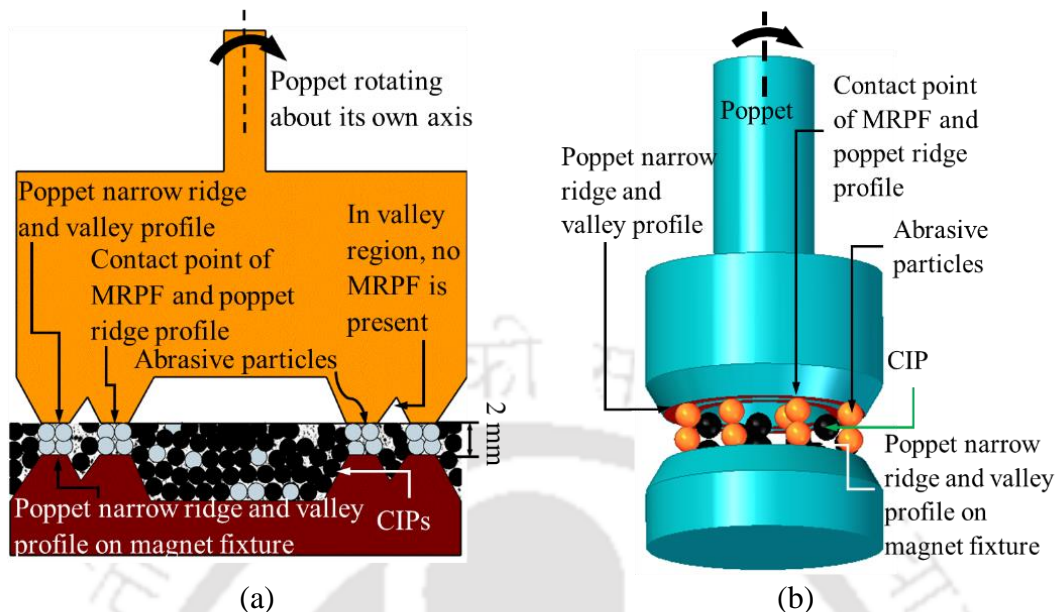 Poppet rotating
about its own axis
Poppet narrow ridge
and valley profile
Contact point of
MRPF and poppet
ridge profile
In valley
region, no
MRPF is
present
Abrasive particles
2 mm
Poppet narrow ridge and valley
profile on magnet fixture
CIPs
(a)
Poppet
Contact point
of MRPF and
poppet ridge
profile
Poppet narrow
ridge and
valley profile
Abrasive
particles
CIP
Poppet narrow
ridge and valley
profile on
magnet fixture
(b)